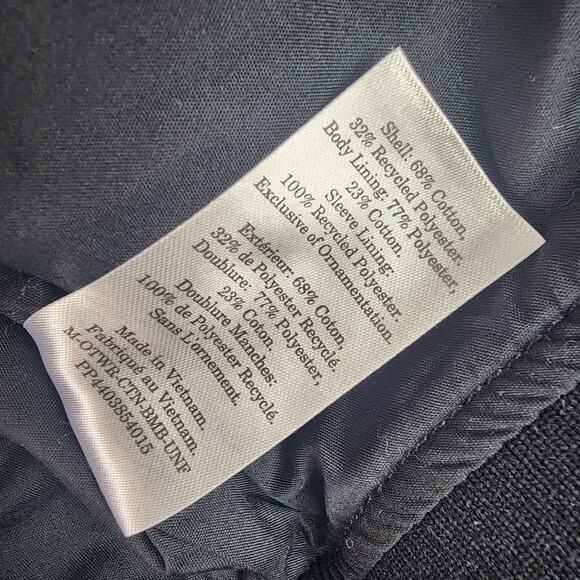 Shell: 68% Cotton,
32% Recycled Polyester.
Body Lining: 77% Polyester,
23% Cotton.
Sleeve Lining:
100% Recycled Polyester.
Exclusive of Ornamentation.
Extérieur: 68% Coton,
32% de Polyester Recyclé.
Doublure: 77% Polyester,
23% Coton.
Doublure Manches:
100% de Polyester Recyclé.
Sans L'ornement.
Made in Vietnam.
Fabriqué au Vietnam.
M-OTWR-CTN-BMB-UNF
PP4403854015